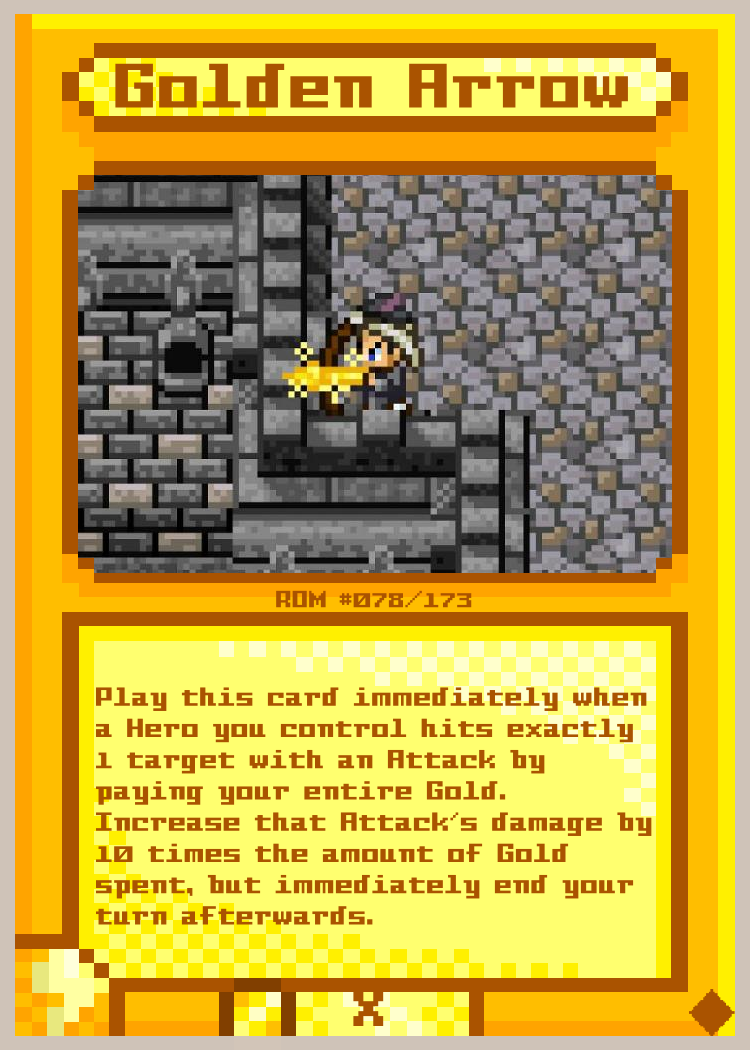 Golden Arrow
ROM #078/173
Play this card immediately when
a Hero you control hits exactly
1 target with an Attack by
paying your entire Gold.
Increase that Attack's damage by
10 times the amount of Gold
spent, but immediately end your
turn afterwards.
X